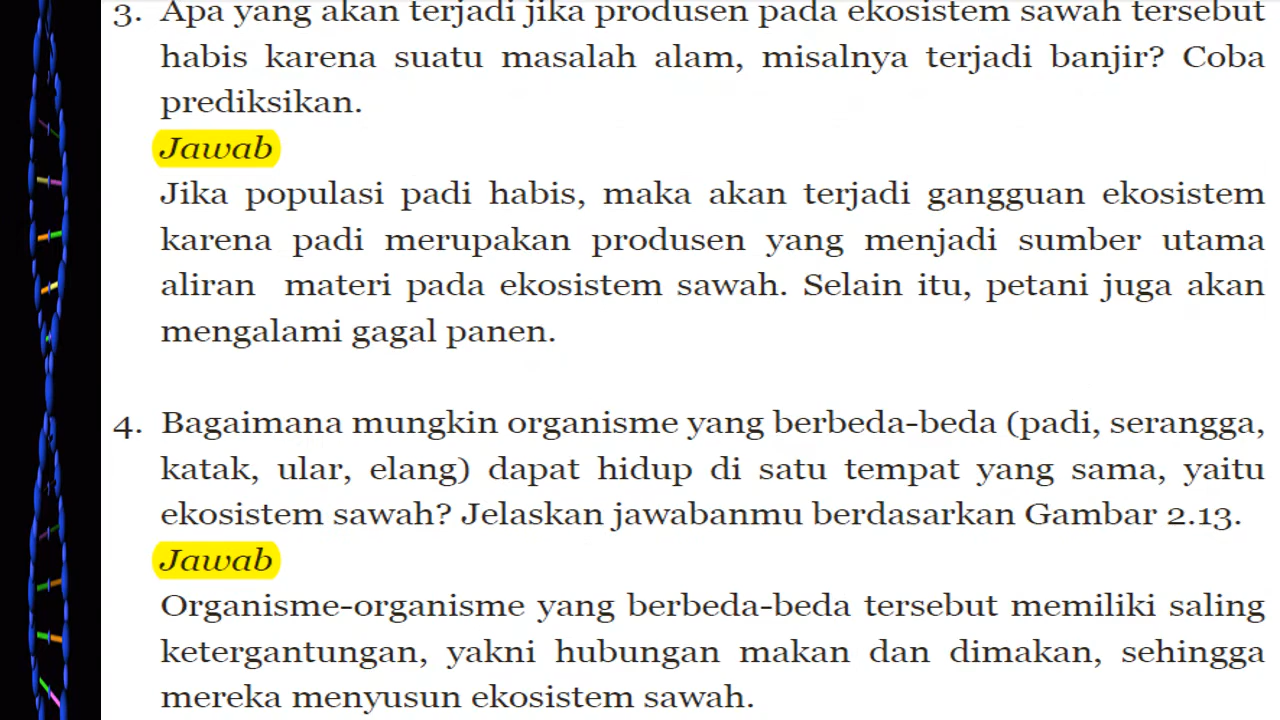 3. Apa yang akan terjadi jika produsen pada ekosistem sawah tersebut
habis karena suatu masalah alam, misalnya terjadi banjir? Coba
prediksikan.
Jawab
Jika populasi padi habis, maka akan terjadi gangguan ekosistem
karena padi merupakan produsen yang menjadi sumber utama
aliran materi pada ekosistem sawah. Selain itu, petani juga akan
mengalami gagal panen.
4. Bagaimana mungkin organisme yang berbeda-beda (padi, serangga,
katak, ular, elang) dapat hidup di satu tempat yang sama, yaitu
ekosistem sawah? Jelaskan jawabanmu berdasarkan Gambar 2.13.
Jawab
Organisme-organisme yang berbeda-beda tersebut memiliki saling
ketergantungan, yakni hubungan makan dan dimakan, sehingga
mereka menyusun ekosistem sawah.